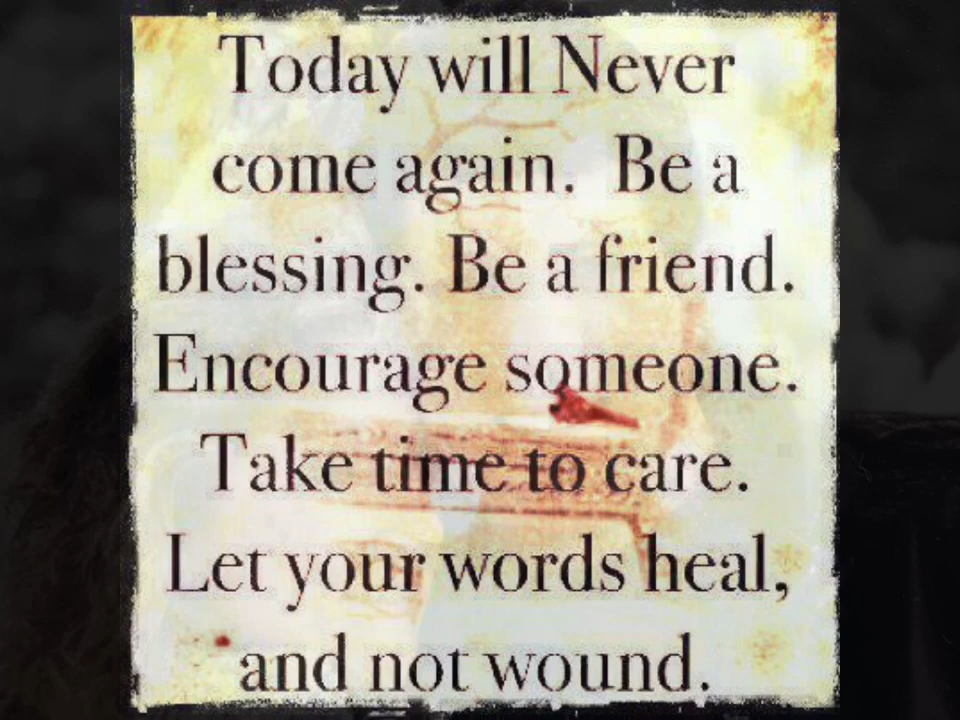 Today will Never
come again. Be a
blessing. Be a friend.
Encourage someone.
Take time to care.
Let your words heal,
and not wound.